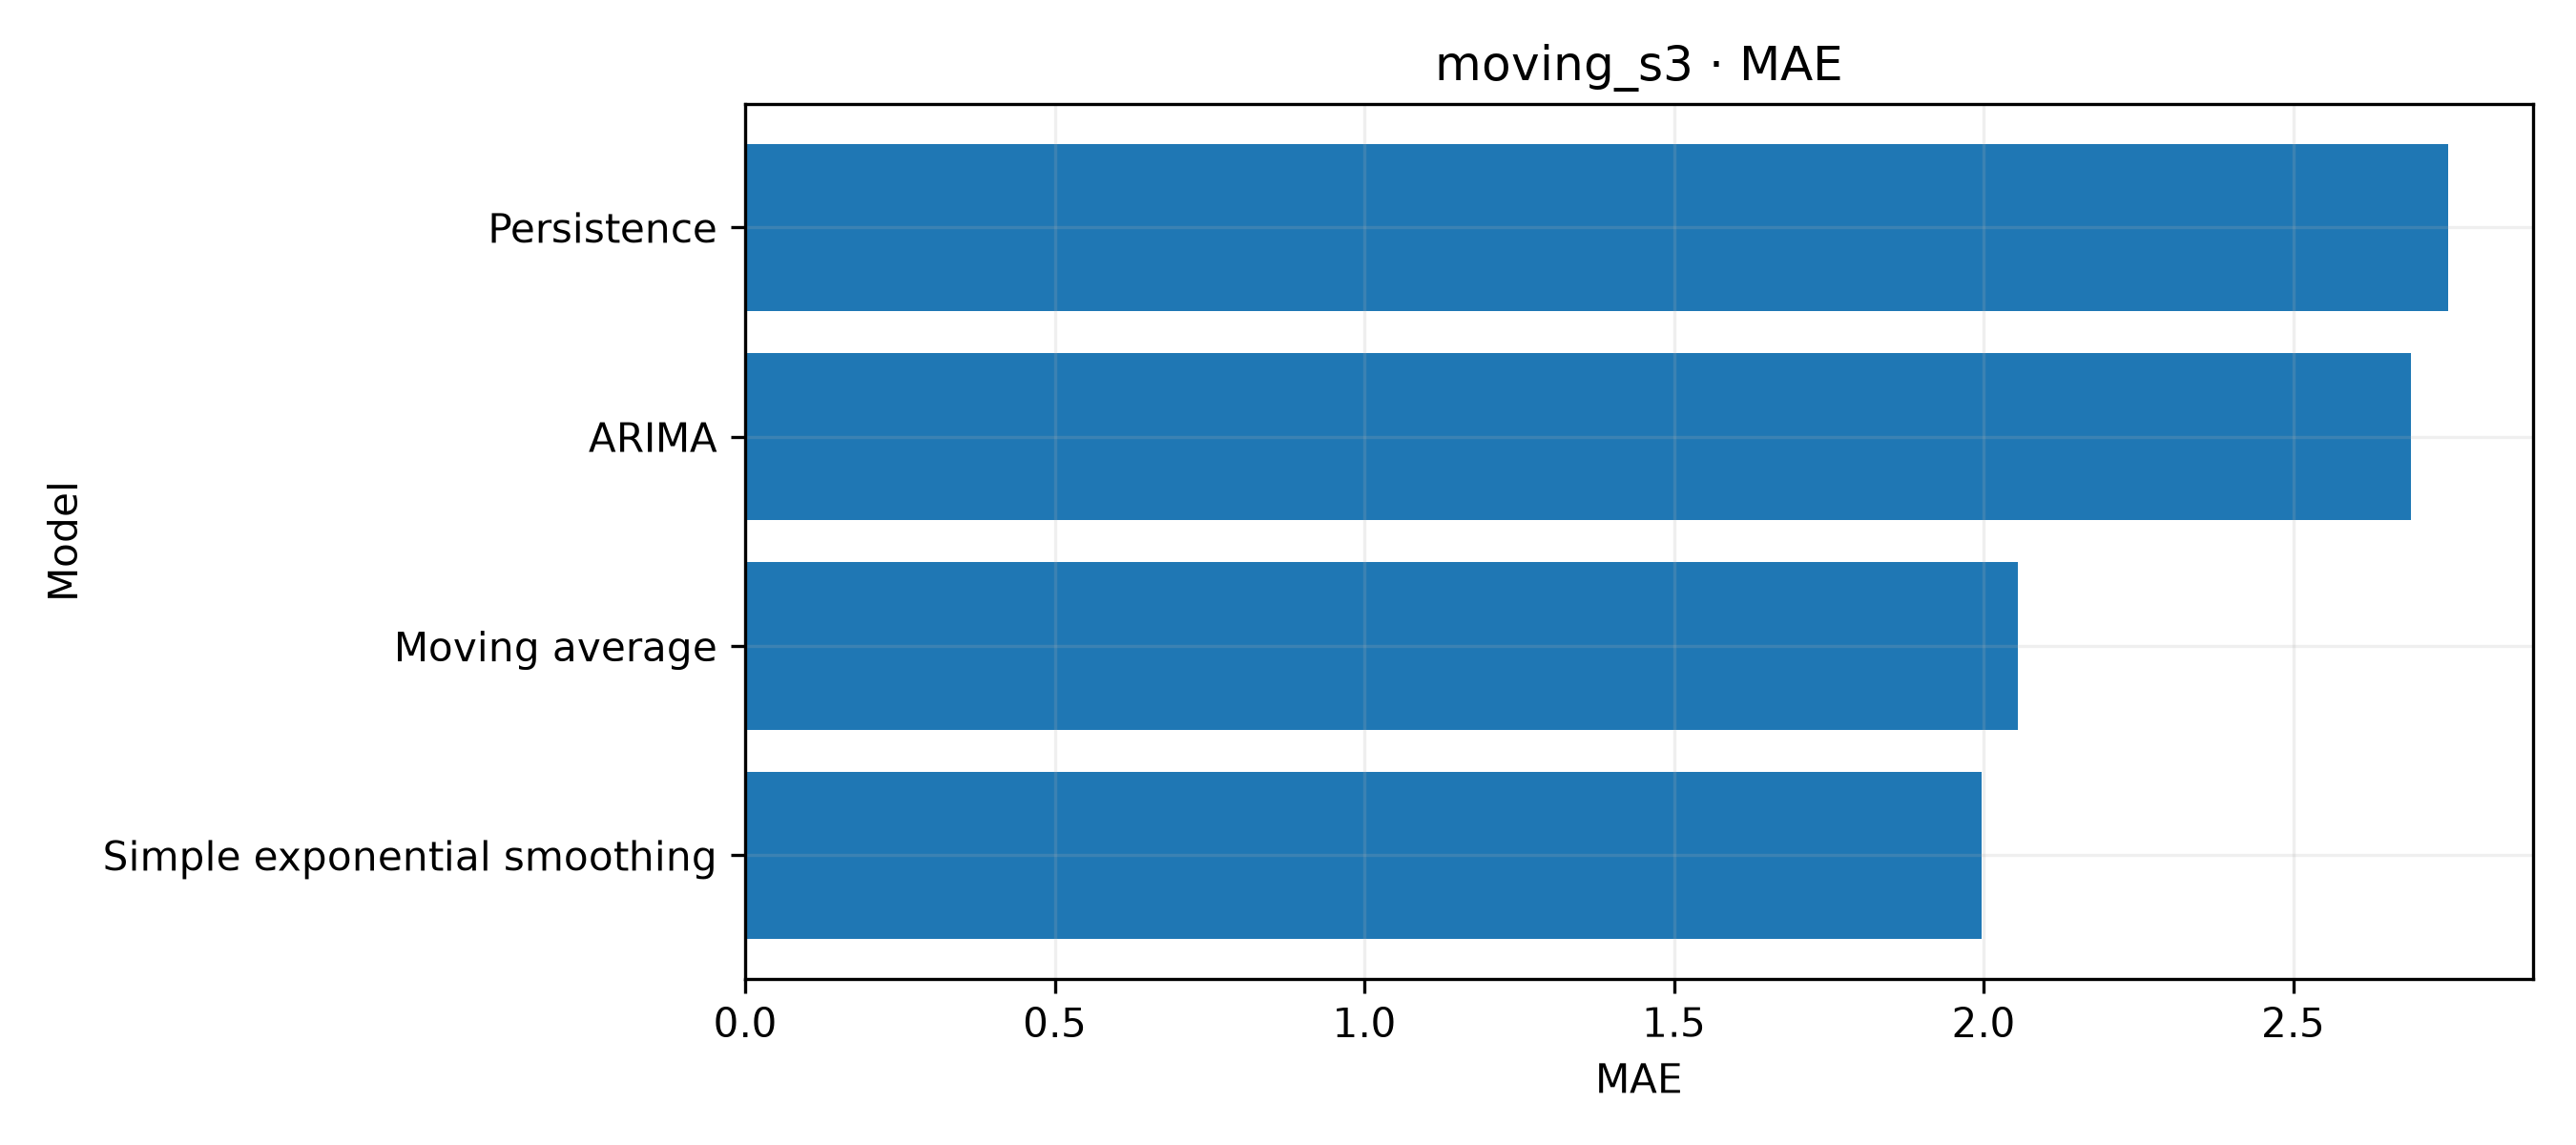 moving_s3 · MAE
Persistence
ARIMA
Moving average
Simple exponential smoothing
Model
0.0 0.5 1.0 1.5 2.0 2.5
MAE